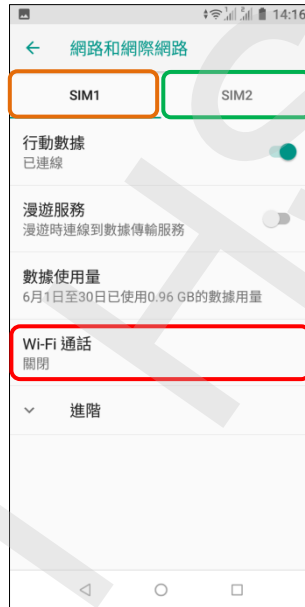 14:16
網路和網際網路
SIM1
SIM2
行動數據
已連線
漫遊服務
漫遊時連線到數據傳輸服務
數據使用量
6月1日至30日已使用0.96 GB的數據用量
Wi-Fi 通話
關閉
進階